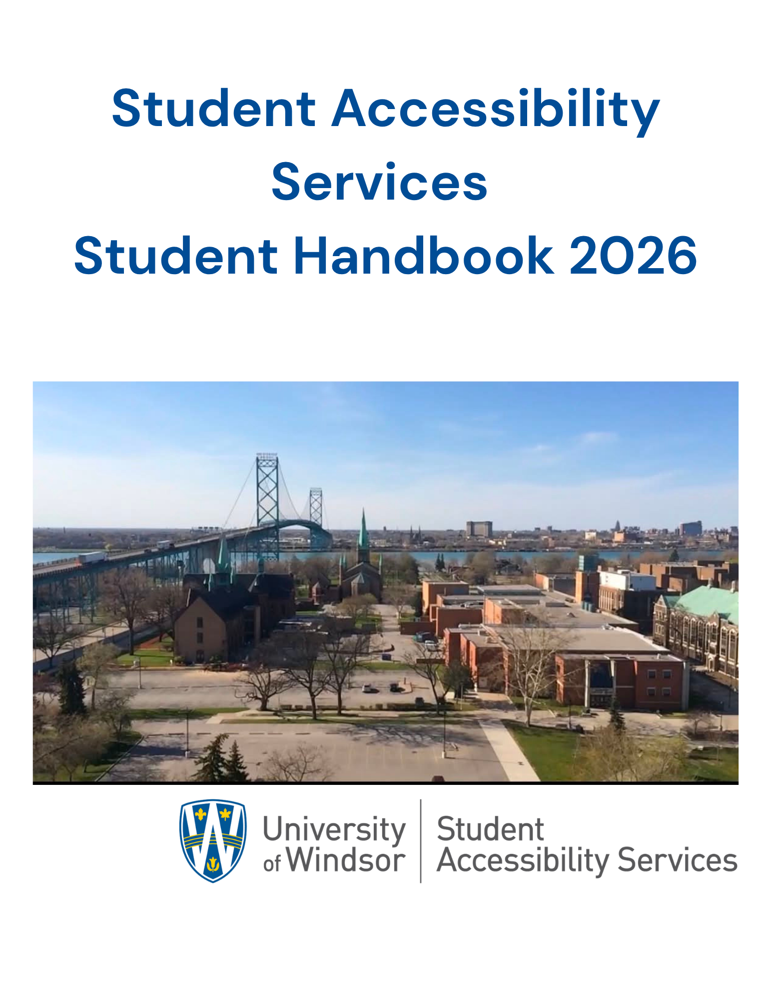 Student Accessibility
Services
Student Handbook 2026
University
of Windsor
Student
Accessibility Services